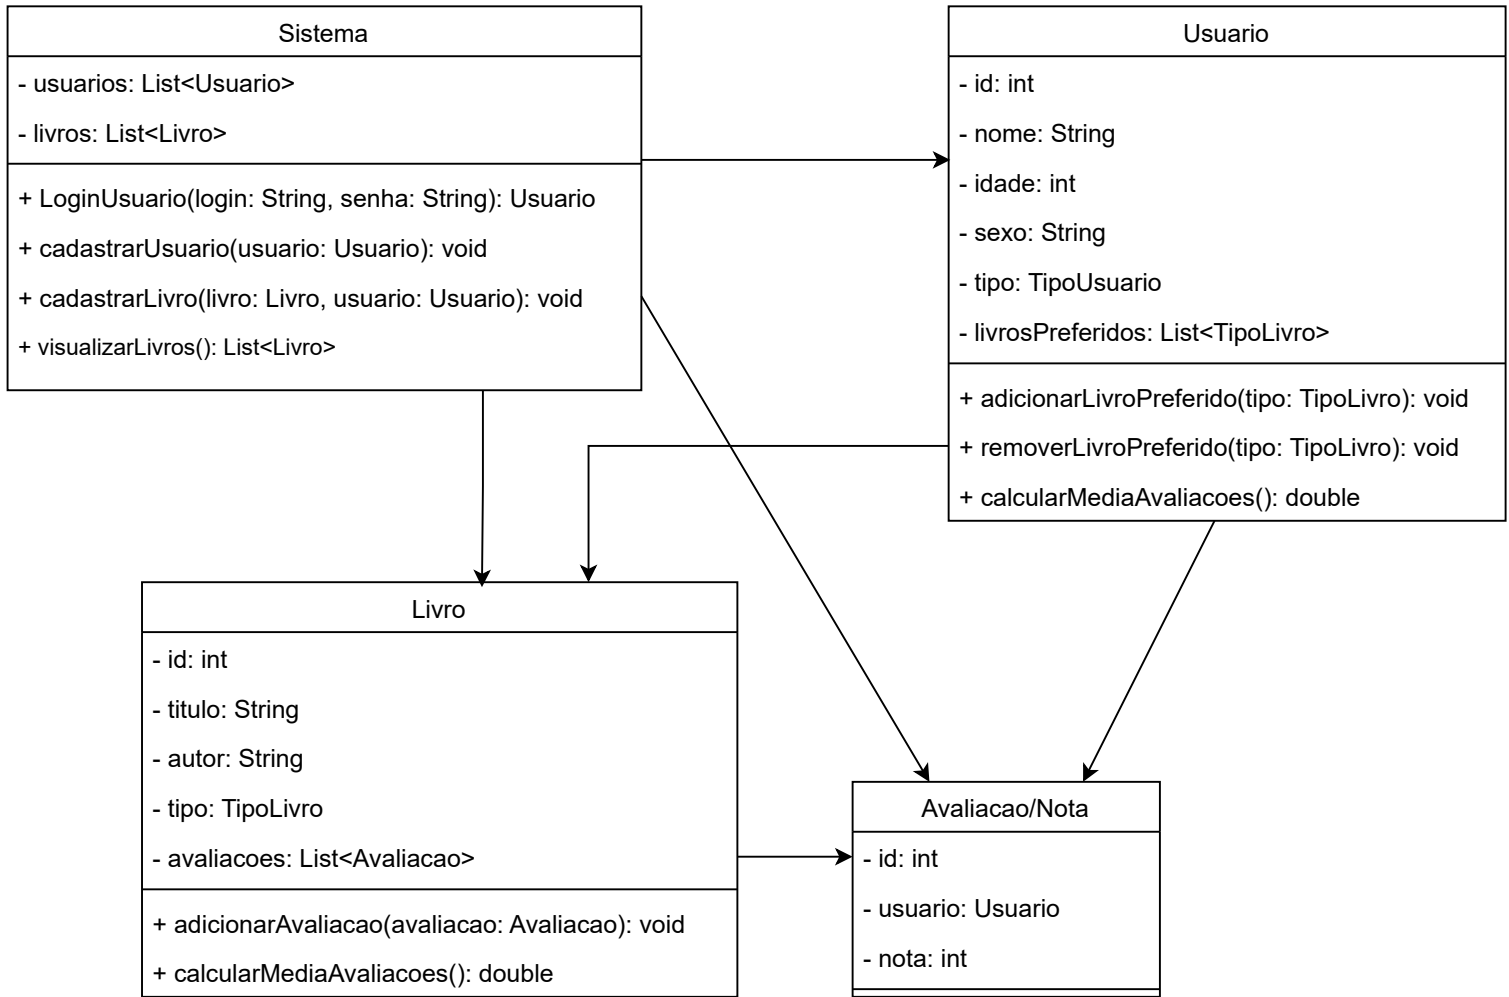 Sistema
- usuarios: List<Usuario>
- livros: List<Livro>
+ LoginUsuario(login: String, senha: String): Usuario
+ cadastrarUsuario(usuario: Usuario): void
+ cadastrarLivro(livro: Livro, usuario: Usuario): void
+ visualizarLivros(): List<Livro>
Usuario
- id: int
- nome: String
- idade: int
- sexo: String
- tipo: TipoUsuario
- livrosPreferidos: List<TipoLivro>
+ adicionarLivroPreferido(tipo: TipoLivro): void
+ removerLivroPreferido(tipo: TipoLivro): void
+ calcularMediaAvaliacoes(): double
Livro
- id: int
- titulo: String
- autor: String
- tipo: TipoLivro
- avaliacoes: List<Avaliacao>
+ adicionarAvaliacao(avaliacao: Avaliacao): void
+ calcularMediaAvaliacoes(): double
Avaliacao/Nota
- id: int
- usuario: Usuario
- nota: int